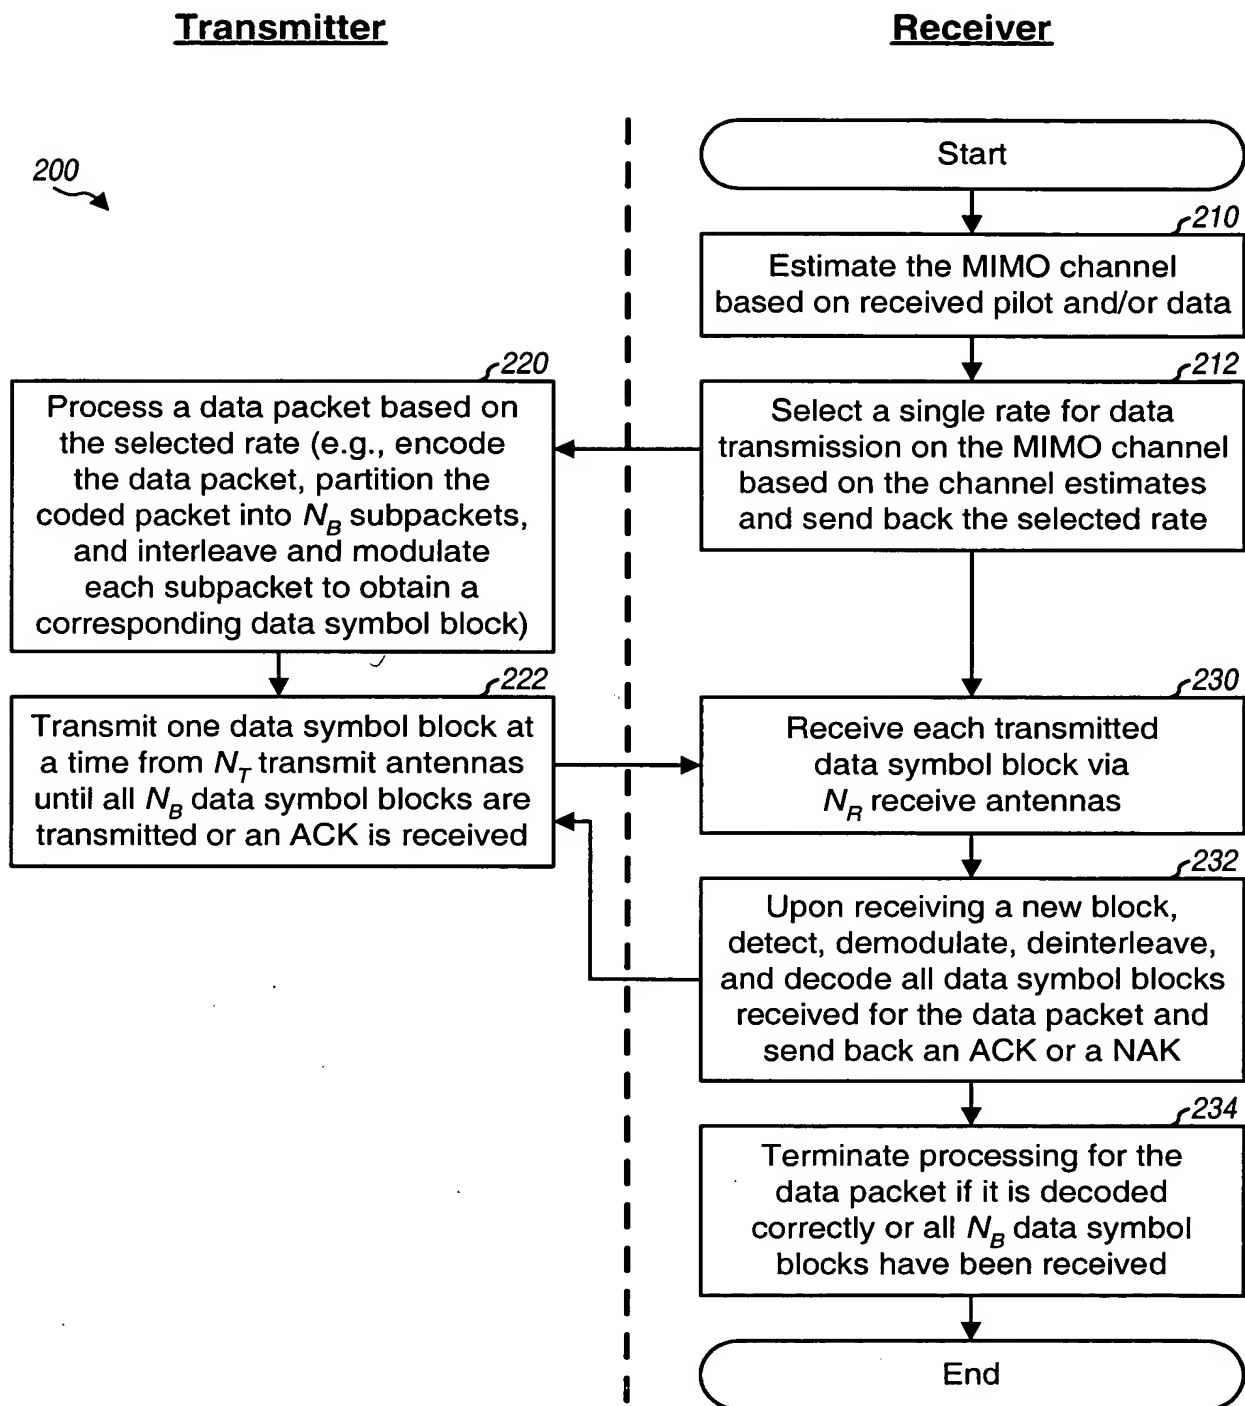 Transmitter
Receiver
200
Start
210
Estimate the MIMO channel
based on received pilot and/or data
220
Process a data packet based on
the selected rate (e.g., encode
the data packet, partition the
coded packet into N_B subpackets,
and interleave and modulate
each subpacket to obtain a
corresponding data symbol block)
212
Select a single rate for data
transmission on the MIMO channel
based on the channel estimates
and send back the selected rate
222
Transmit one data symbol block at
a time from N_T transmit antennas
until all N_B data symbol blocks are
transmitted or an ACK is received
230
Receive each transmitted
data symbol block via
N_R receive antennas
232
Upon receiving a new block,
detect, demodulate, deinterleave,
and decode all data symbol blocks
received for the data packet and
send back an ACK or a NAK
234
Terminate processing for the
data packet if it is decoded
correctly or all N_B data symbol
blocks have been received
End